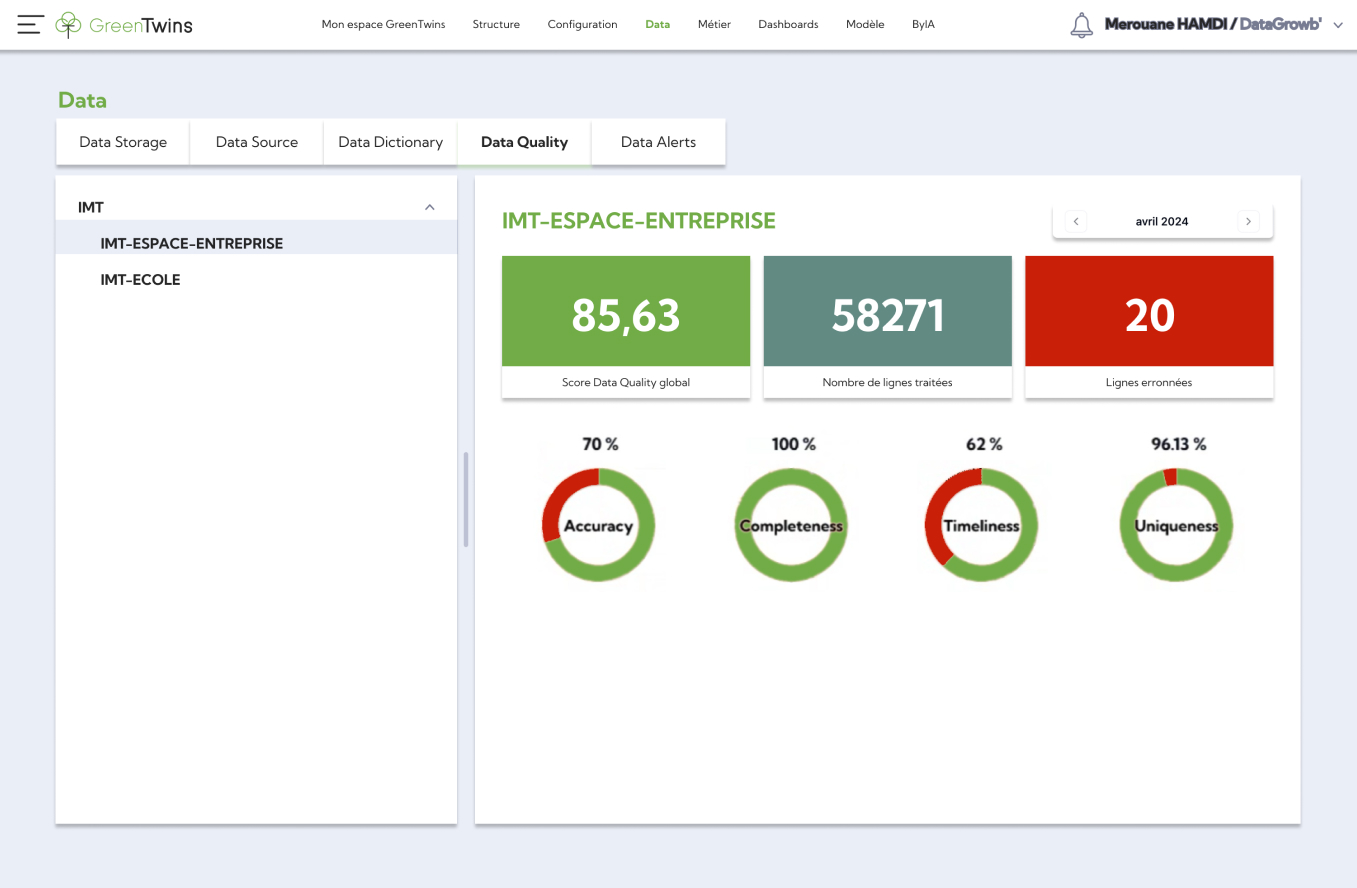 GreenTwins
Mon espace GreenTwins Structure Configuration Data Métier Dashboards Modèle ByIA
Merouane HAMDI / DataGrowb'
Data
Data Storage Data Source Data Dictionary Data Quality Data Alerts
IMT
IMT-ESPACE-ENTREPRISE
IMT-ECOLE
IMT-ESPACE-ENTREPRISE
avril 2024
85,63 58271 20
Score Data Quality global Nombre de lignes traitées Lignes erronnées
70 % 100 % 62 % 96.13 %
Accuracy Completeness Timeliness Uniqueness